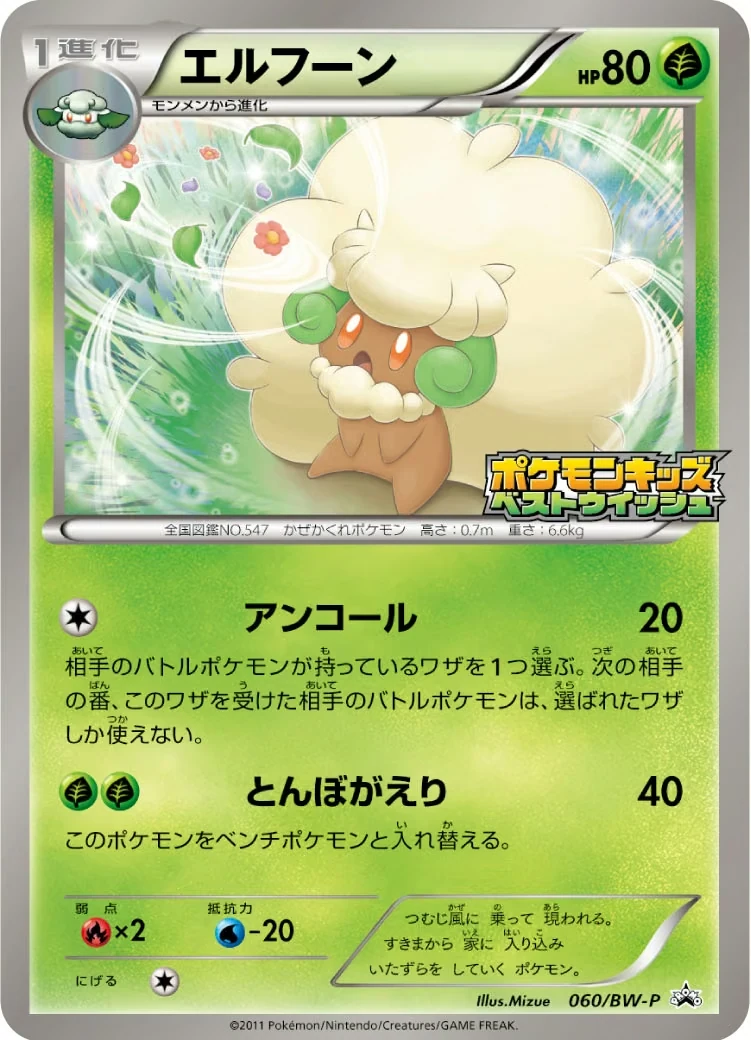 1進化
エルフーン
HP80
モンメンから進化
ポケモンキッズ
ベストウイッシュ
全国図鑑NO.547 かぜかくれポケモン 高さ:0.7m 重さ:6.6kg
アンコール 20
相手のバトルポケモンが持っているワザを1つ選ぶ。次の相手
の番、このワザを受けた相手のバトルポケモンは、選ばれたワザ
しか使えない。
とんぼがえり 40
このポケモンをベンチポケモンと入れ替える。
弱点 抵抗力
×2 -20
にげる
つむじ風に 乗って 現われる。
すきまから 家に 入り込み
いたずらを していく ポケモン。
Illus.Mizue 060/BW-P
©2011 Pokémon/Nintendo/Creatures/GAME FREAK.